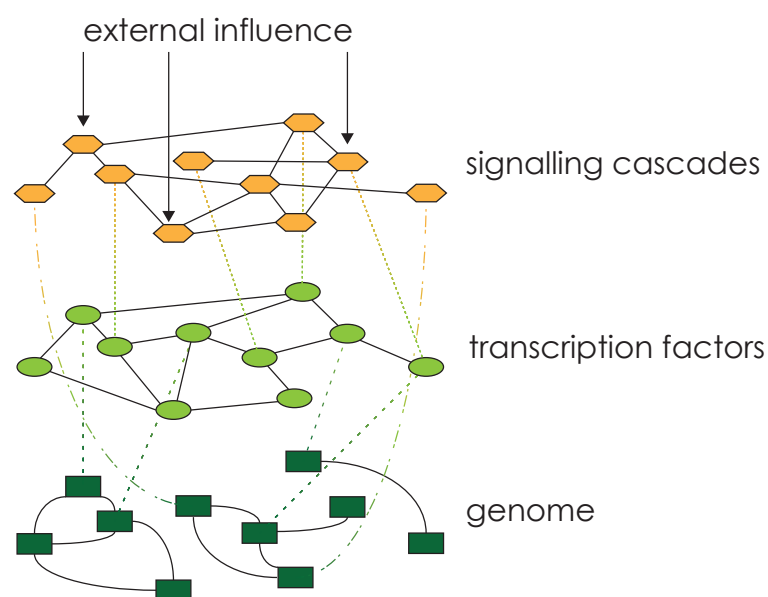 external influence
signalling cascades
transcription factors
genome